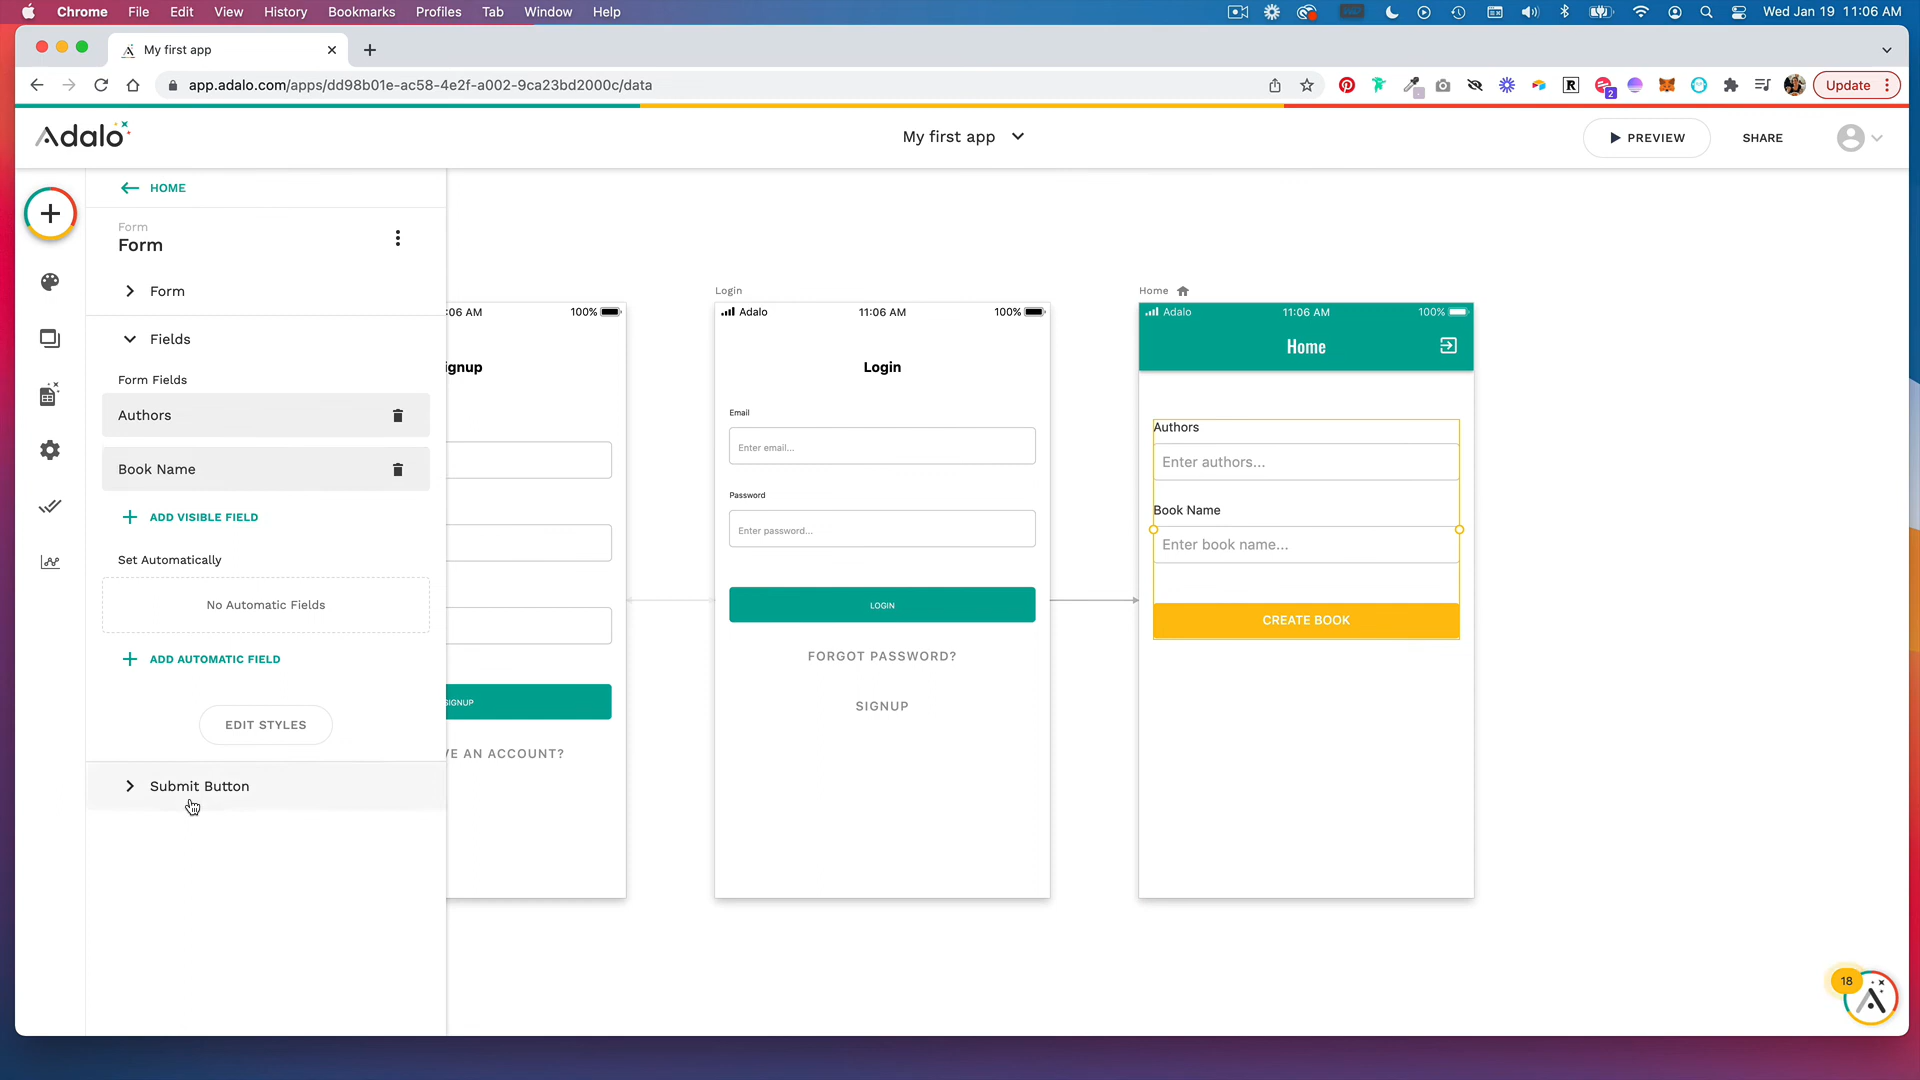 Chrome File Edit View History Bookmarks Profiles Tab Window Help Wed Jan 19 11:06 AM
My first app
app.adalo.com/apps/dd98b01e-ac58-4e2f-a002-9ca23bd2000c/data
2
Update
Adalo
My first app
PREVIEW
SHARE
HOME
Form
Form
Form
Fields
Form Fields
Authors
Book Name
ADD VISIBLE FIELD
Set Automatically
No Automatic Fields
ADD AUTOMATIC FIELD
EDIT STYLES
Submit Button
:06 AM 100%
ignup
SIGNUP
VE AN ACCOUNT?
Login
Adalo 11:06 AM 100%
Login
Email
Enter email...
Password
Enter password...
LOGIN
FORGOT PASSWORD?
SIGNUP
Home
Adalo 11:06 AM 100%
Home
Authors
Enter authors...
Book Name
Enter book name...
CREATE BOOK
18